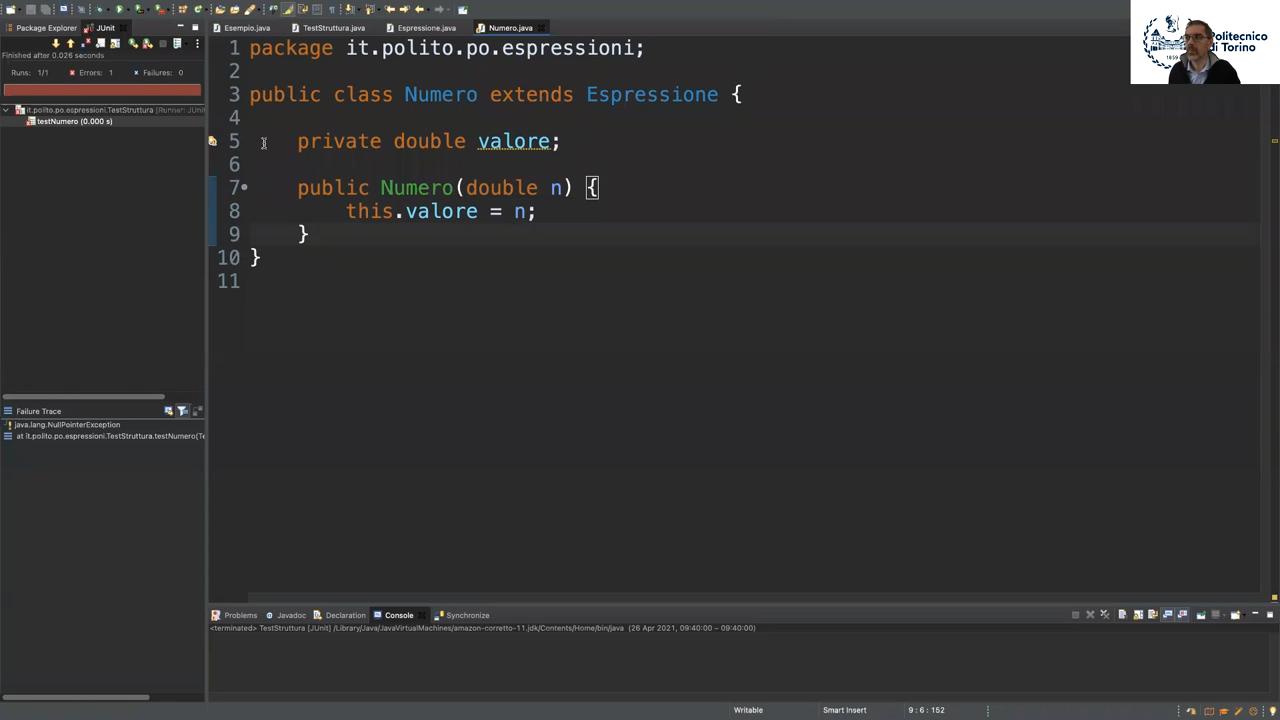 Package Explorer
JUnit
Esempio.java
TestStruttura.java
Espressione.java
Numero.java
Finished after 0.026 seconds
Runs: 1/1
Errors: 1
Failures: 0
it.polito.po.espressioni.TestStruttura [Runner: JUnit
testNumero (0.000 s)
1 package it.polito.po.espressioni;
2
3 public class Numero extends Espressione {
4
5 private double valore;
6
7 public Numero(double n) {
8 this.valore = n;
9 }
10 }
11
Politecnico
di Torino
1859
Failure Trace
java.lang.NullPointerException
at it.polito.po.espressioni.TestStruttura.testNumero(Te
Problems
Javadoc
Declaration
Console
Synchronize
<terminated> TestStruttura [JUnit] /Library/Java/JavaVirtualMachines/amazon-corretto-11.jdk/Contents/Home/bin/java (26 Apr 2021, 09:40:00 – 09:40:00)
Writable
Smart Insert
9 : 6 : 152